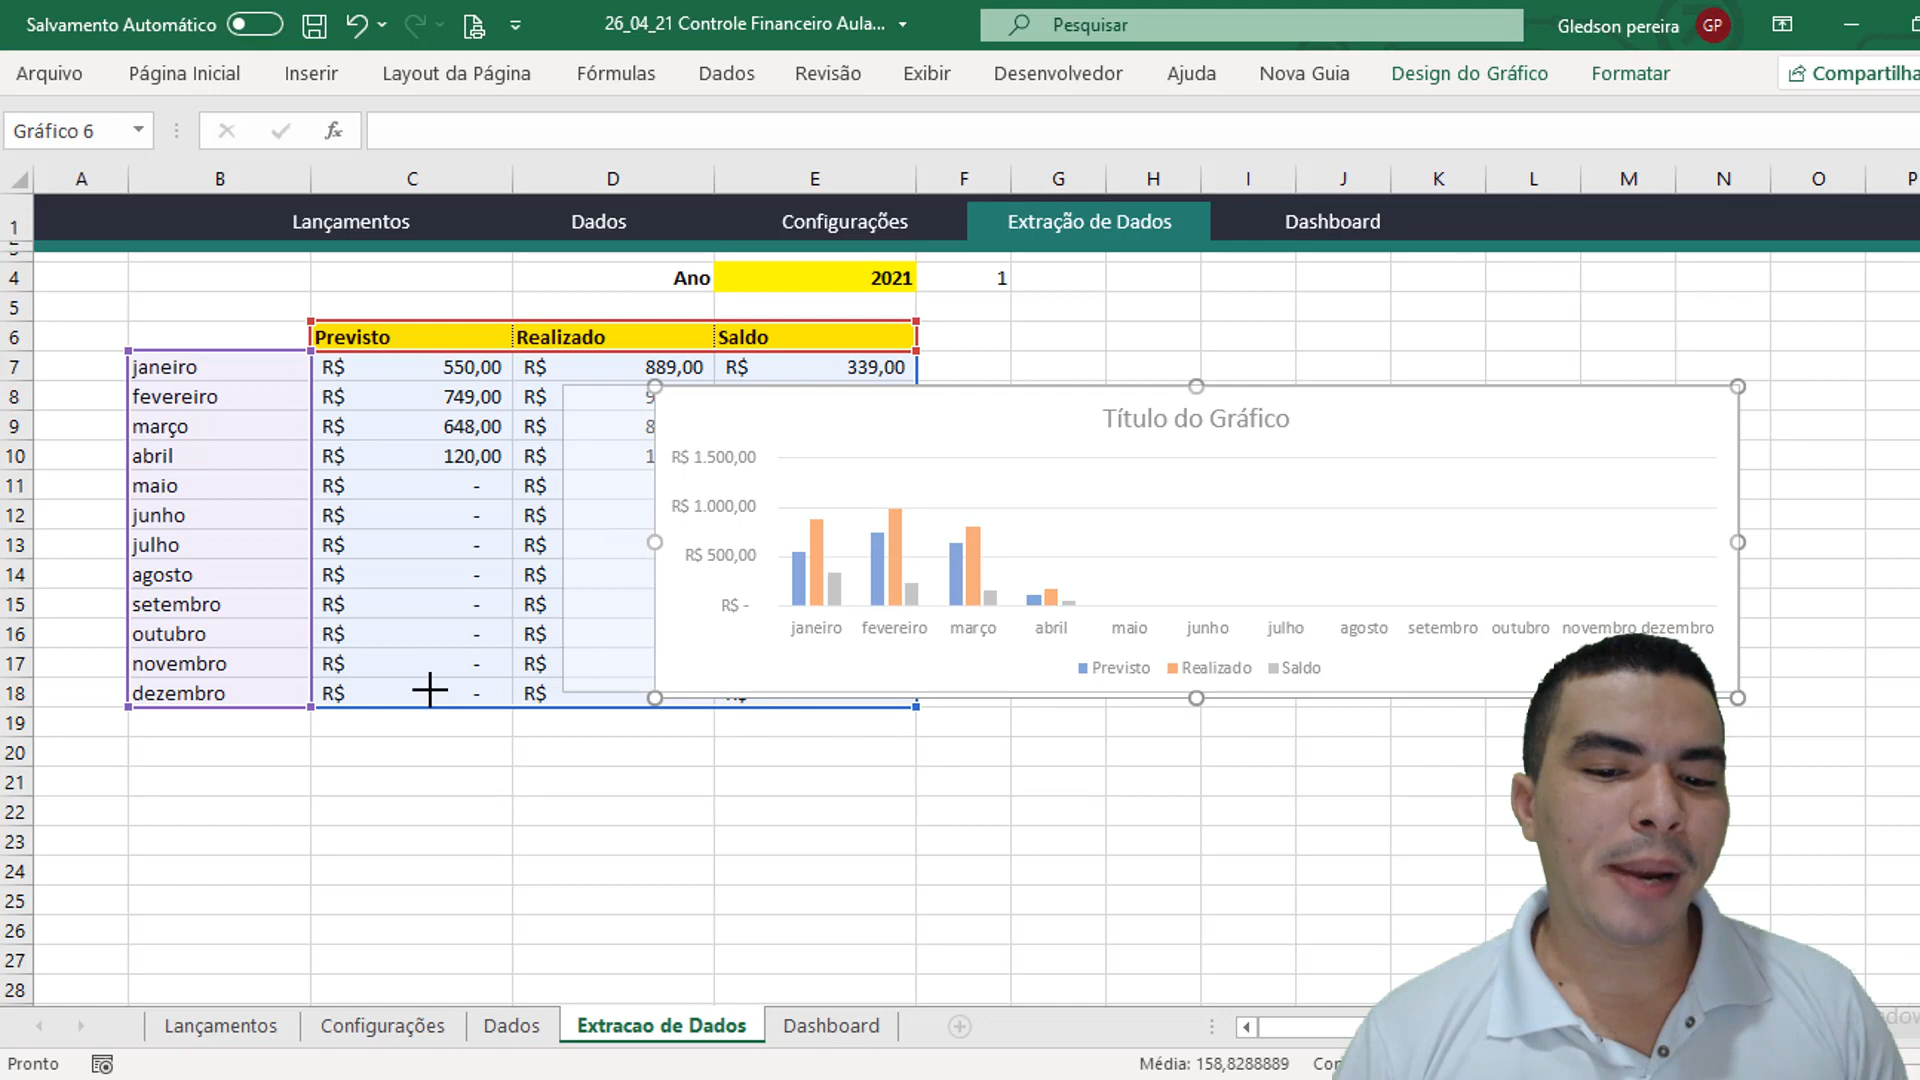 Salvamento Automático
26_04_21 Controle Financeiro Aula...
Pesquisar
Gledson pereira
GP
Arquivo Página Inicial Inserir Layout da Página Fórmulas Dados Revisão Exibir Desenvolvedor Ajuda Nova Guia Design do Gráfico Formatar Compartilha
Gráfico 6 fx
A B C D E F G H I J K L M N O P
1 Lançamentos Dados Configurações Extração de Dados Dashboard
4 Ano 2021 1
5
6 Previsto Realizado Saldo
7 janeiro R$ 550,00 R$ 889,00 R$ 339,00
8 fevereiro R$ 749,00 R$ 9
9 março R$ 648,00 R$ 8
10 abril R$ 120,00 R$ 1
11 maio R$ - R$
12 junho R$ - R$
13 julho R$ - R$
14 agosto R$ - R$
15 setembro R$ - R$
16 outubro R$ - R$
17 novembro R$ - R$
18 dezembro R$ - R$
Título do Gráfico
R$ 1.500,00
R$ 1.000,00
R$ 500,00
R$ -
janeiro fevereiro março abril maio junho julho agosto setembro outubro novembro dezembro
Previsto Realizado Saldo
19
20
21
22
23
24
25
26
27
28
Lançamentos Configurações Dados Extracao de Dados Dashboard
Pronto
Média: 158,8288889